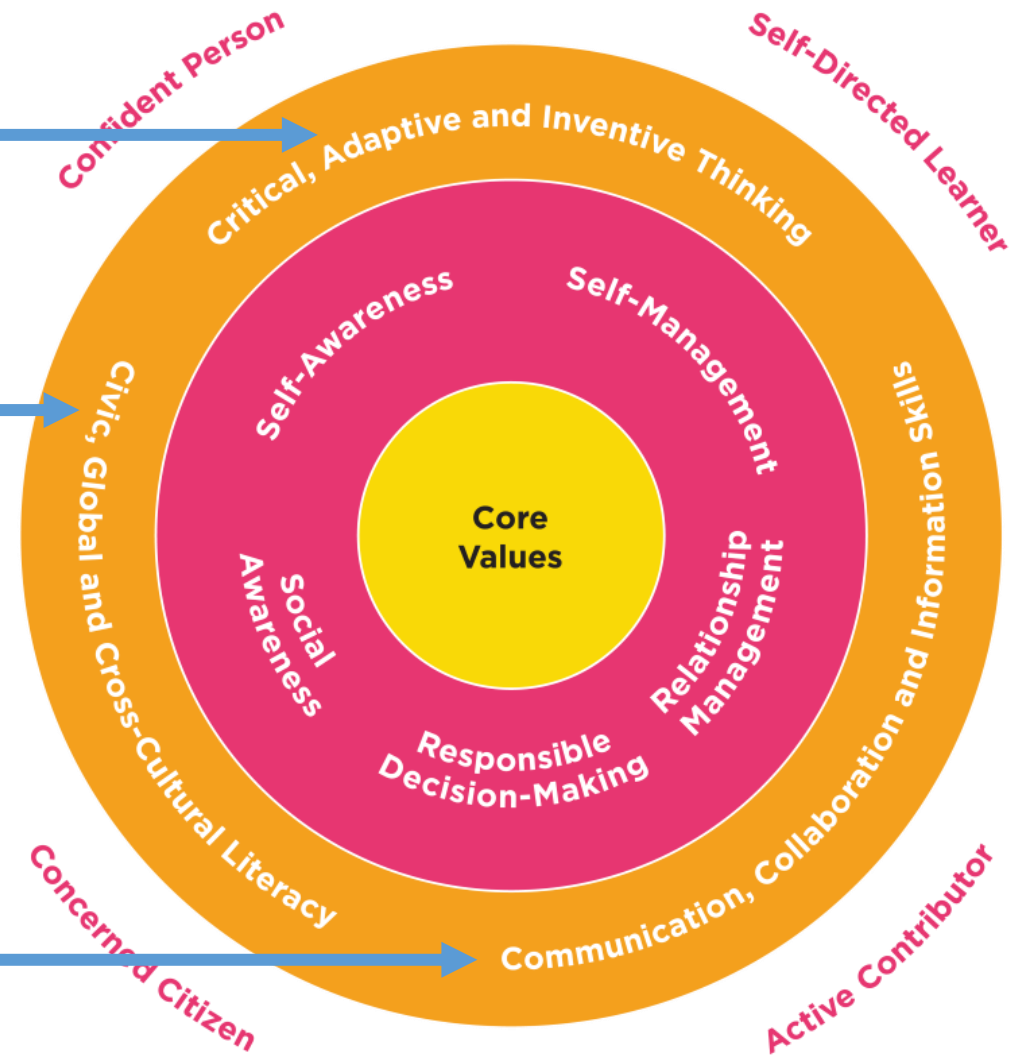 Confident Person
Self-Directed Learner
Critical, Adaptive and Inventive Thinking
Self-Awareness
Self-Management
Civic, Global and Cross-Cultural Literacy
Communication, Collaboration and Information Skills
Core
Values
Social
Awareness
Relationship
Management
Responsible
Decision-Making
Concerned Citizen
Active Contributor